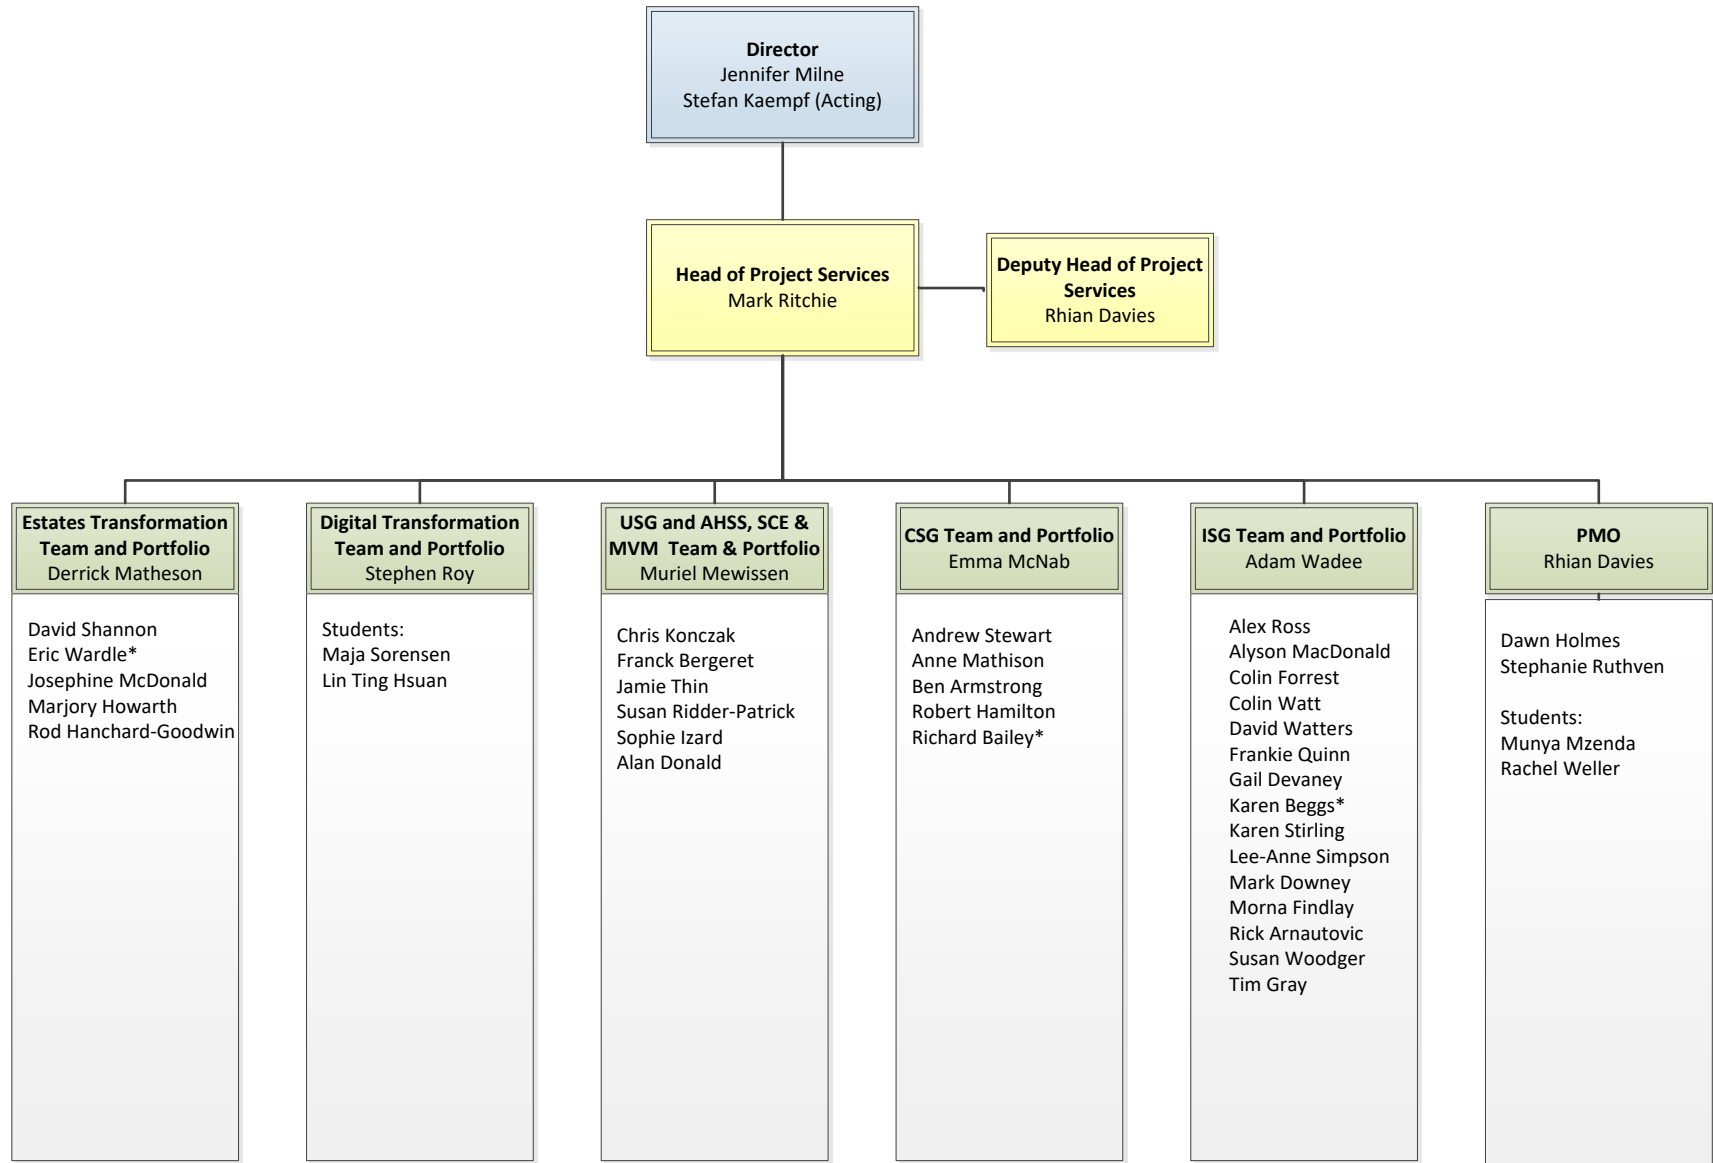 Director
Jennifer Milne
Stefan Kaempf (Acting)
Head of Project Services
Mark Ritchie
Deputy Head of Project
Services
Rhian Davies
Estates Transformation
Team and Portfolio
Derrick Matheson
David Shannon
Eric Wardle*
Josephine McDonald
Marjory Howarth
Rod Hanchard-Goodwin
Digital Transformation
Team and Portfolio
Stephen Roy
Students:
Maja Sorensen
Lin Ting Hsuan
USG and AHSS, SCE &
MVM Team & Portfolio
Muriel Mewissen
Chris Konczak
Franck Bergeret
Jamie Thin
Susan Ridder-Patrick
Sophie Izard
Alan Donald
CSG Team and Portfolio
Emma McNab
Andrew Stewart
Anne Mathison
Ben Armstrong
Robert Hamilton
Richard Bailey*
ISG Team and Portfolio
Adam Wadee
Alex Ross
Alyson MacDonald
Colin Forrest
Colin Watt
David Watters
Frankie Quinn
Gail Devaney
Karen Beggs*
Karen Stirling
Lee-Anne Simpson
Mark Downey
Morna Findlay
Rick Arnautovic
Susan Woodger
Tim Gray
PMO
Rhian Davies
Dawn Holmes
Stephanie Ruthven
Students:
Munya Mzenda
Rachel Weller